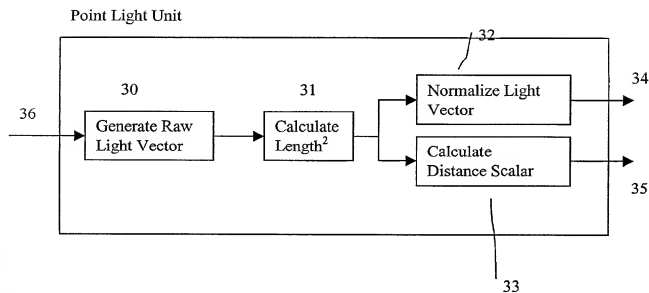 Point Light Unit
32
30
31
34
36
Normalize Light
Vector
Generate Raw
Light Vector
Calculate
Length²
Calculate
Distance Scalar
35
33